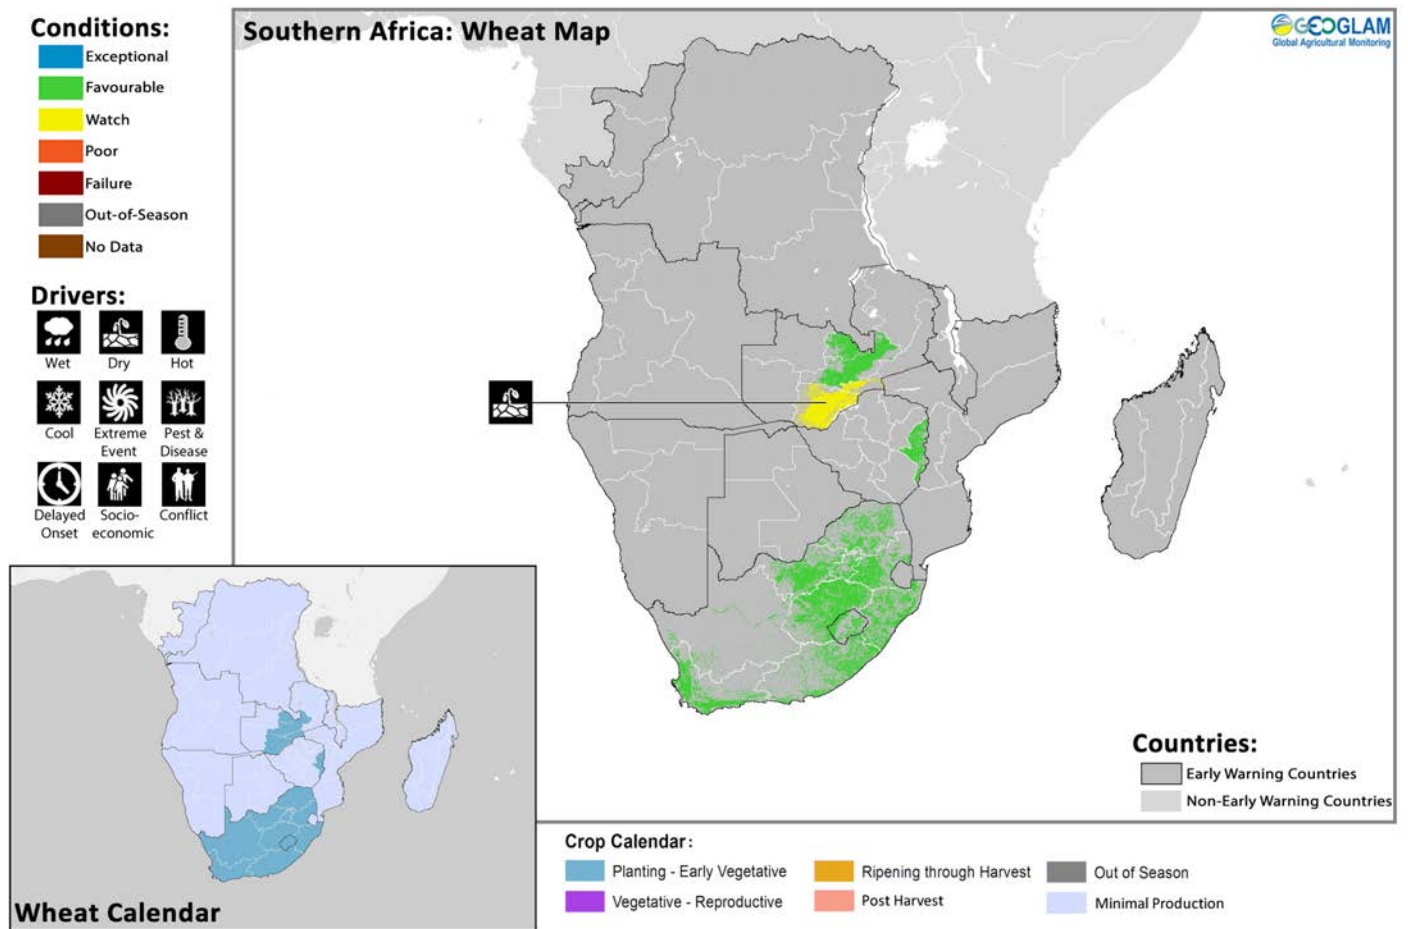 Conditions:
Exceptional
Favourable
Watch
Poor
Failure
Out-of-Season
No Data
Drivers:
Wet
Dry
Hot
Cool
Extreme
Event
Pest &
Disease
Delayed
Onset
Socio-
economic
Conflict
Southern Africa: Wheat Map
GEOGLAM
Global Agricultural Monitoring
Countries:
Early Warning Countries
Non-Early Warning Countries
Wheat Calendar
Crop Calendar:
Planting - Early Vegetative
Ripening through Harvest
Out of Season
Vegetative - Reproductive
Post Harvest
Minimal Production